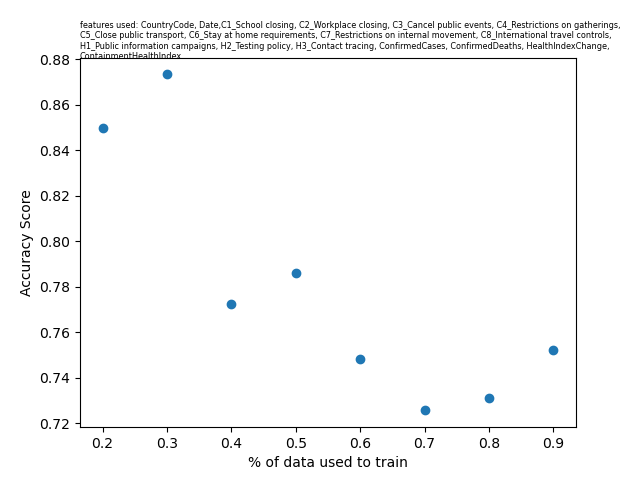 features used: CountryCode, Date,C1_School closing, C2_Workplace closing, C3_Cancel public events, C4_Restrictions on gatherings,
C5_Close public transport, C6_Stay at home requirements, C7_Restrictions on internal movement, C8_International travel controls,
H1_Public information campaigns, H2_Testing policy, H3_Contact tracing, ConfirmedCases, ConfirmedDeaths, HealthIndexChange,
ContainmentHealthIndex
0.88
0.86
0.84
0.82
0.80
0.78
0.76
0.74
0.72
Accuracy Score
0.2 0.3 0.4 0.5 0.6 0.7 0.8 0.9
% of data used to train